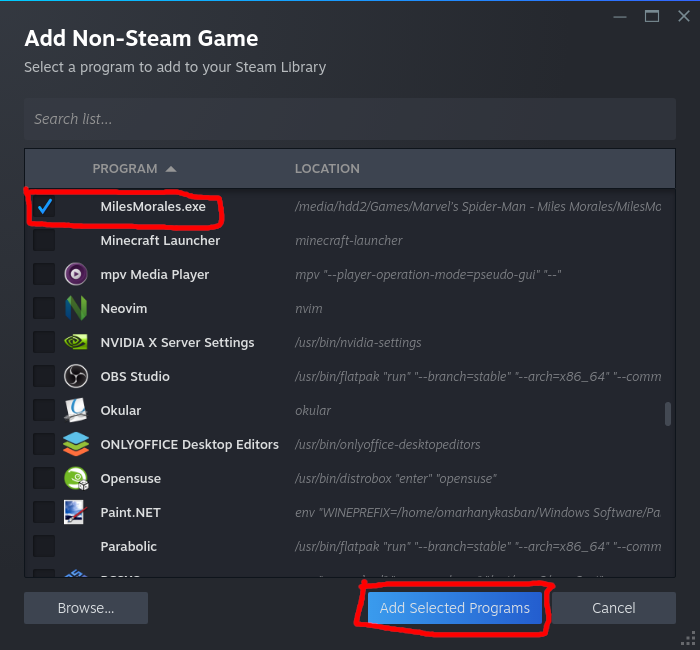 Add Non-Steam Game
Select a program to add to your Steam Library
Search list...
PROGRAM LOCATION
MilesMorales.exe /media/hdd2/Games/Marvel's Spider-Man - Miles Morales/MilesMo
Minecraft Launcher minecraft-launcher
mpv Media Player mpv "--player-operation-mode=pseudo-gui" "--"
Neovim nvim
NVIDIA X Server Settings /usr/bin/nvidia-settings
OBS Studio /usr/bin/flatpak "run" "--branch=stable" "--arch=x86_64" "--comm
Okular okular
ONLYOFFICE Desktop Editors /usr/bin/onlyoffice-desktopeditors
Opensuse /usr/bin/distrobox "enter" "opensuse"
Paint.NET env "WINEPREFIX=/home/omarhanykasban/Windows Software/Pa
Parabolic /usr/bin/flatpak "run" "--branch=stable" "--arch=x86_64" "--comm
Browse... Add Selected Programs Cancel